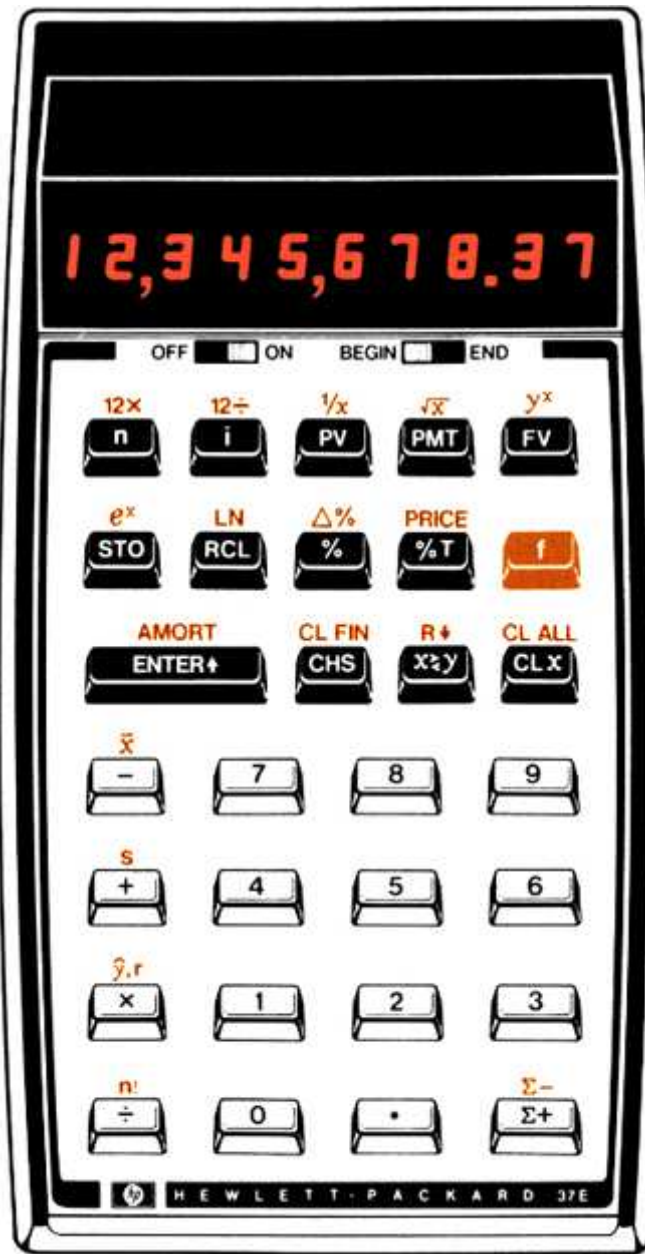 12,345,678.37
OFF ON BEGIN END
12× 12÷ 1/x √x yˣ
n i PV PMT FV
eˣ LN △% PRICE
STO RCL % %T f
AMORT CL FIN R↓ CL ALL
ENTER↑ CHS x≷y CLx
x̄
− 7 8 9
s
+ 4 5 6
ŷ,r
× 1 2 3
n! Σ−
÷ 0 • Σ+
hp HEWLETT-PACKARD 37E